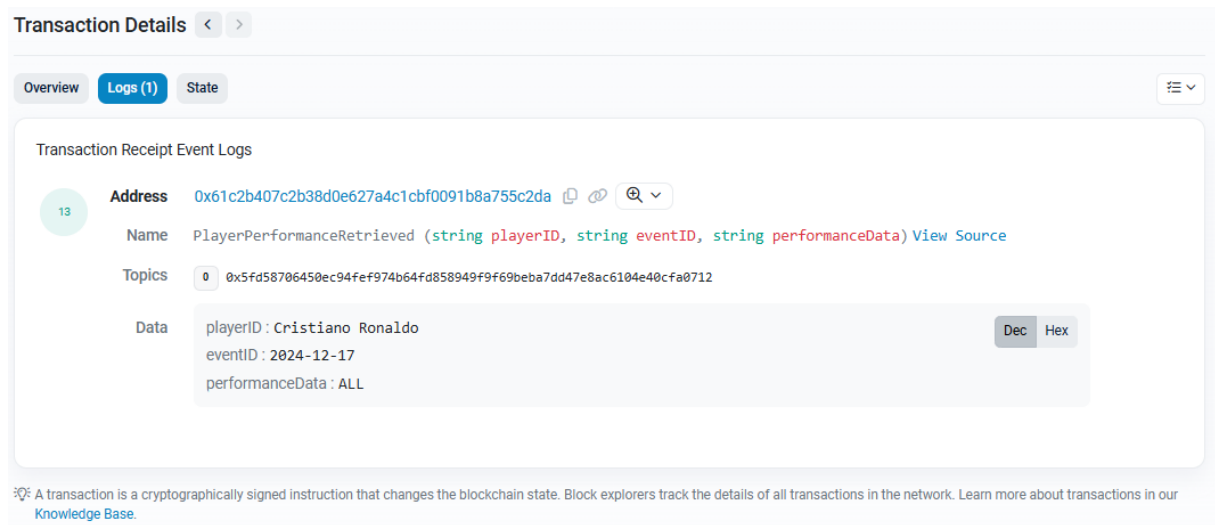 Transaction Details < >
Overview Logs (1) State
Transaction Receipt Event Logs
13 Address 0x61c2b407c2b38d0e627a4c1cbf0091b8a755c2da
Name PlayerPerformanceRetrieved (string playerID, string eventID, string performanceData) View Source
Topics 0 0x5fd58706450ec94fef974b64fd858949f9f69beba7dd47e8ac6104e40cfa0712
Data playerID : Cristiano Ronaldo Dec Hex
eventID : 2024-12-17
performanceData : ALL
A transaction is a cryptographically signed instruction that changes the blockchain state. Block explorers track the details of all transactions in the network. Learn more about transactions in our
Knowledge Base.